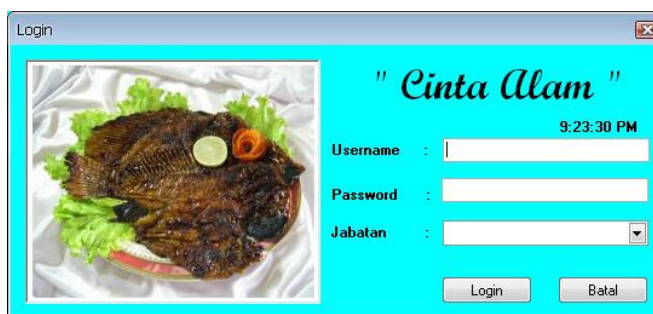 Login
" Cinta Alam "
9:23:30 PM
Username :
Password :
Jabatan :
Login Batal